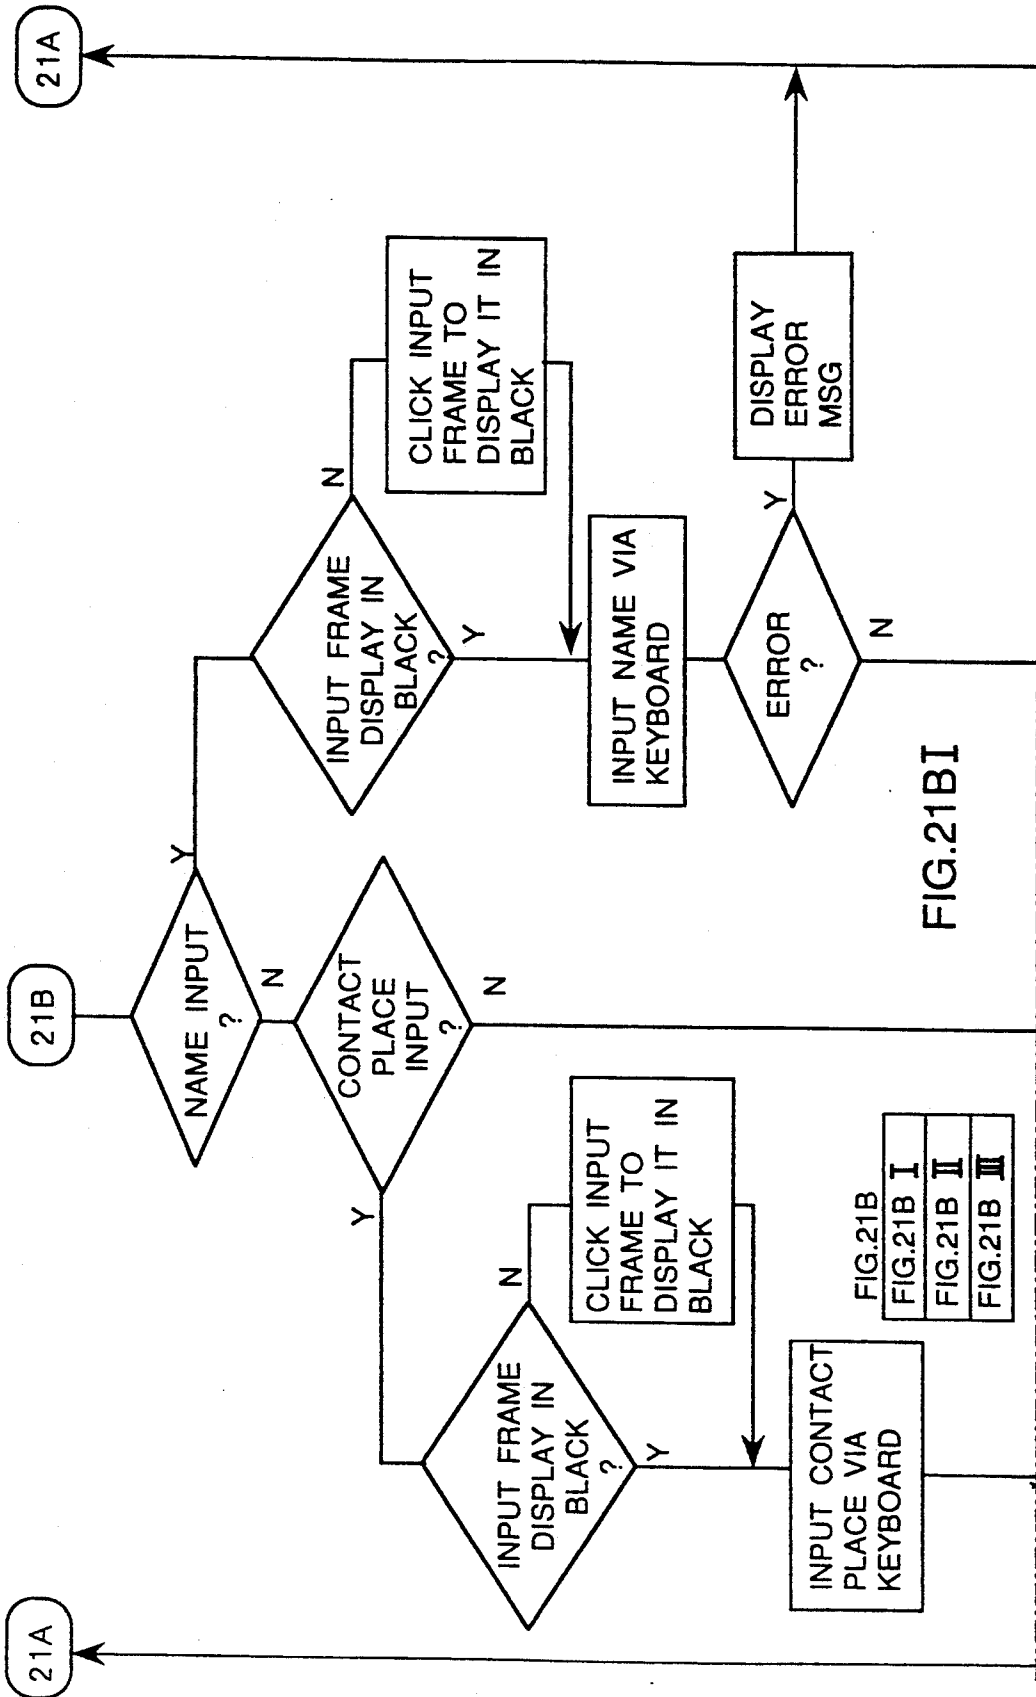 21A
21B
21A
NAME INPUT
?
Y
N
CONTACT
PLACE
INPUT
?
Y
N
INPUT FRAME
DISPLAY IN
BLACK
?
N
Y
CLICK INPUT
FRAME TO
DISPLAY IT IN
BLACK
INPUT NAME VIA
KEYBOARD
ERROR
?
Y
N
DISPLAY
ERROR
MSG
INPUT FRAME
DISPLAY IN
BLACK
?
N
Y
CLICK INPUT
FRAME TO
DISPLAY IT IN
BLACK
INPUT CONTACT
PLACE VIA
KEYBOARD
FIG.21B
FIG.21B I
FIG.21B II
FIG.21B III
FIG.21BI